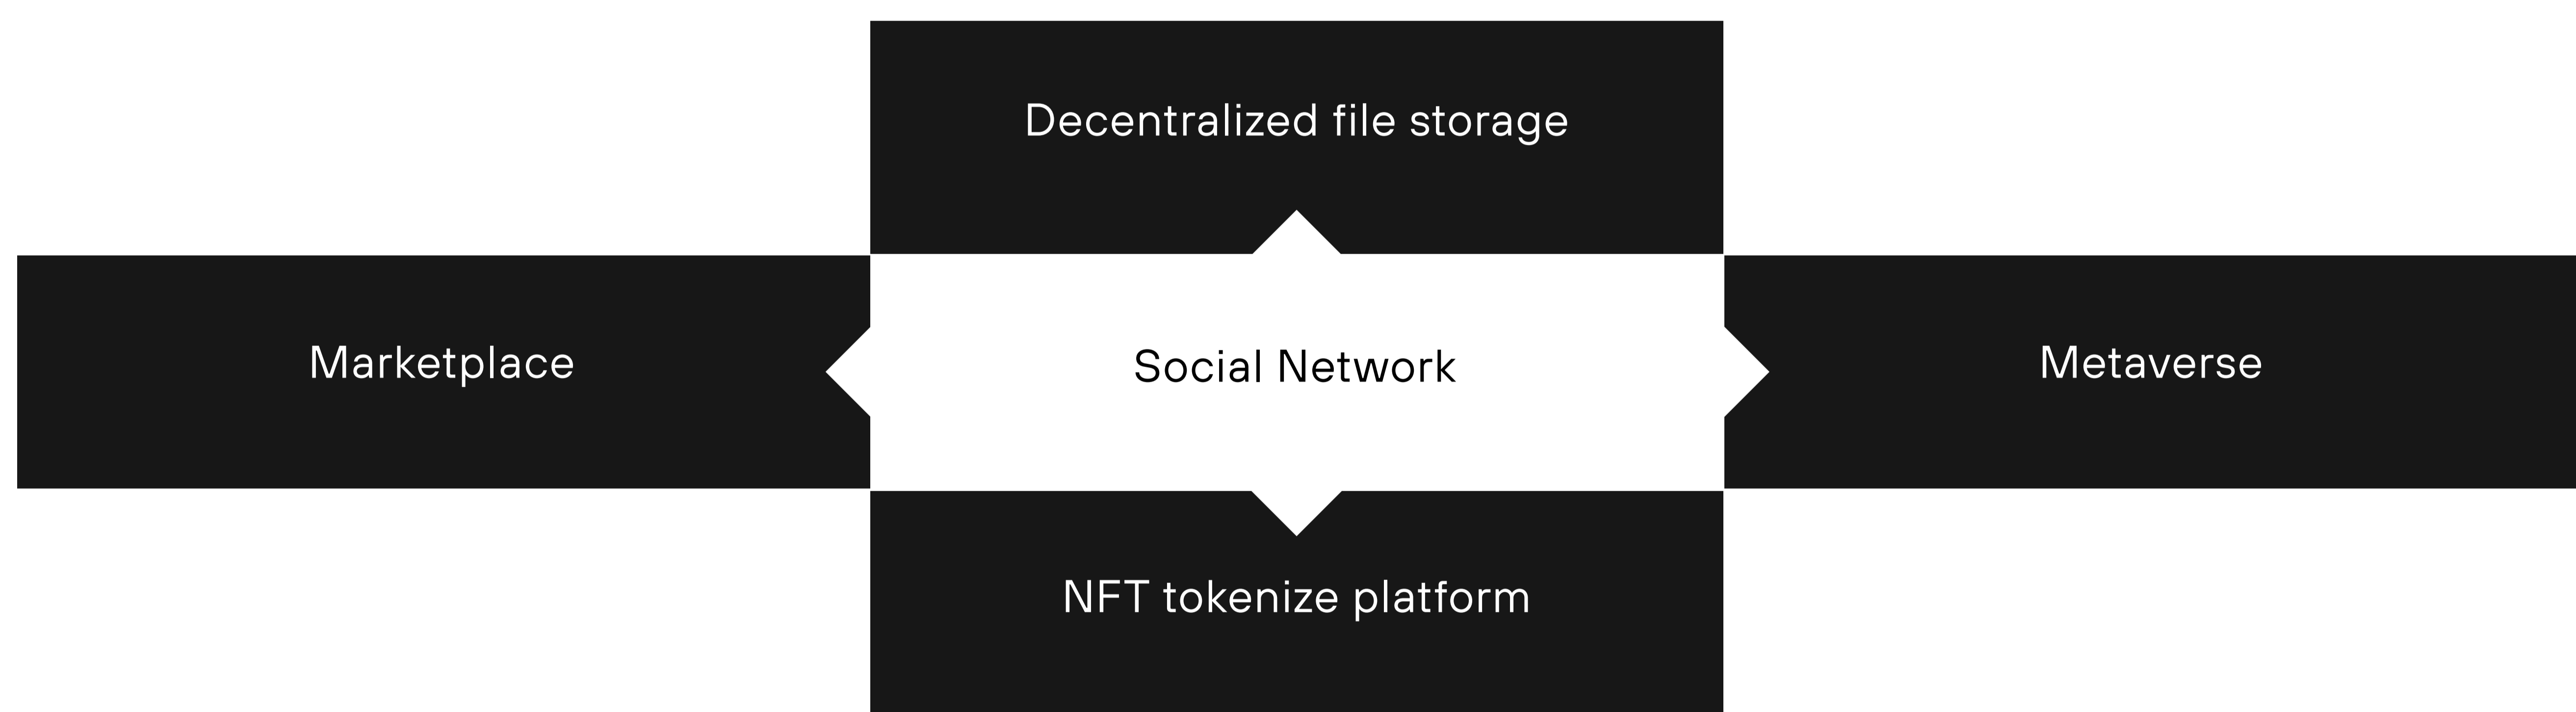 Decentralized file storage
Marketplace
Social Network
Metaverse
NFT tokenize platform